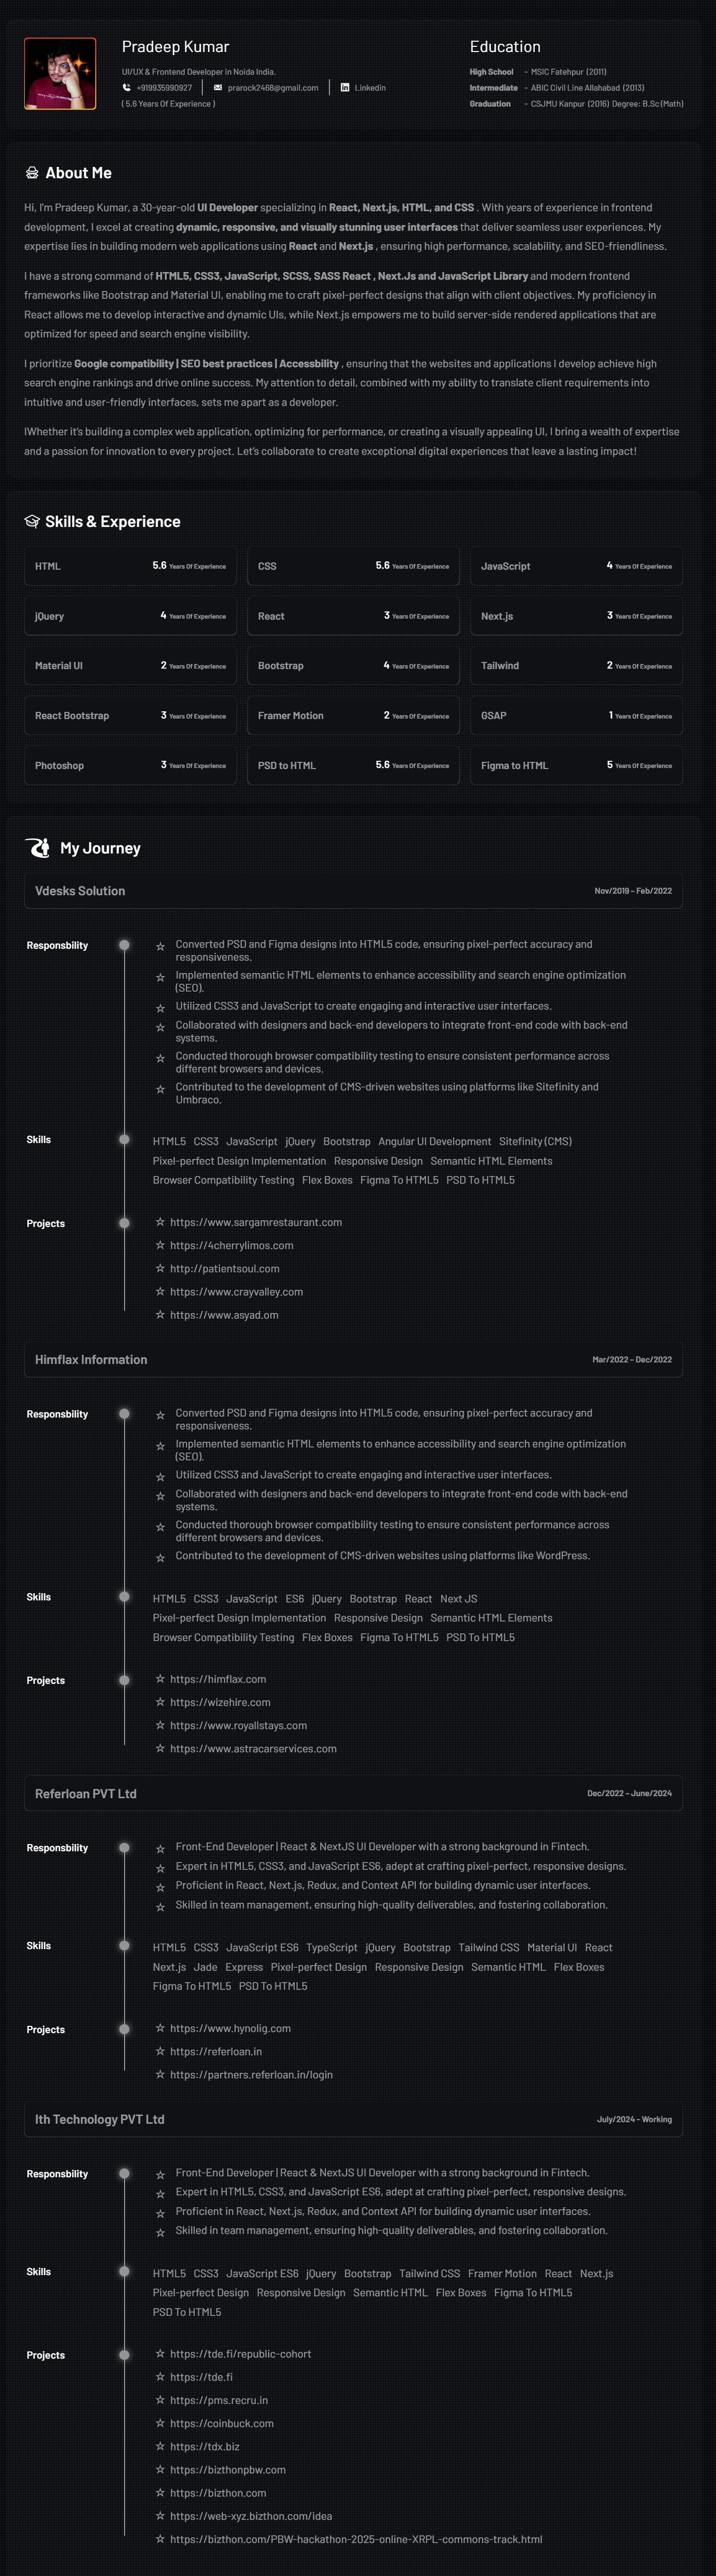 Pradeep Kumar
UI/UX & Frontend Developer in Noida India.
+919935990927
prarock2468@gmail.com
Linkedin
( 5.6 Years Of Experience )
Education
High School - MSIC Fatehpur (2011)
Intermediate - ABIC Civil Line Allahabad (2013)
Graduation - CSJMU Kanpur (2016) Degree: B.Sc(Math)
About Me
Hi, I'm Pradeep Kumar, a 30-year-old UI Developer specializing in React, Next.js, HTML, and CSS . With years of experience in frontend
development, I excel at creating dynamic, responsive, and visually stunning user interfaces that deliver seamless user experiences. My
expertise lies in building modern web applications using React and Next.js , ensuring high performance, scalability, and SEO-friendliness.
I have a strong command of HTML5, CSS3, JavaScript, SCSS, SASS React , Next.Js and JavaScript Library and modern frontend
frameworks like Bootstrap and Material UI, enabling me to craft pixel-perfect designs that align with client objectives. My proficiency in
React allows me to develop interactive and dynamic UIs, while Next.js empowers me to build server-side rendered applications that are
optimized for speed and search engine visibility.
I prioritize Google compatibility | SEO best practices | Accessbility , ensuring that the websites and applications I develop achieve high
search engine rankings and drive online success. My attention to detail, combined with my ability to translate client requirements into
intuitive and user-friendly interfaces, sets me apart as a developer.
IWhether it's building a complex web application, optimizing for performance, or creating a visually appealing UI, I bring a wealth of expertise
and a passion for innovation to every project. Let's collaborate to create exceptional digital experiences that leave a lasting impact!
Skills & Experience
HTML 5.6 Years Of Experience
CSS 5.6 Years Of Experience
JavaScript 4 Years Of Experience
jQuery 4 Years Of Experience
React 3 Years Of Experience
Next.js 3 Years Of Experience
Material UI 2 Years Of Experience
Bootstrap 4 Years Of Experience
Tailwind 2 Years Of Experience
React Bootstrap 3 Years Of Experience
Framer Motion 2 Years Of Experience
GSAP 1 Years Of Experience
Photoshop 3 Years Of Experience
PSD to HTML 5.6 Years Of Experience
Figma to HTML 5 Years Of Experience
My Journey
Vdesks Solution Nov/2019 - Feb/2022
Responsbility
Converted PSD and Figma designs into HTML5 code, ensuring pixel-perfect accuracy and
responsiveness.
Implemented semantic HTML elements to enhance accessibility and search engine optimization
(SEO).
Utilized CSS3 and JavaScript to create engaging and interactive user interfaces.
Collaborated with designers and back-end developers to integrate front-end code with back-end
systems.
Conducted thorough browser compatibility testing to ensure consistent performance across
different browsers and devices.
Contributed to the development of CMS-driven websites using platforms like Sitefinity and
Umbraco.
Skills
HTML5 CSS3 JavaScript jQuery Bootstrap Angular UI Development Sitefinity (CMS)
Pixel-perfect Design Implementation Responsive Design Semantic HTML Elements
Browser Compatibility Testing Flex Boxes Figma To HTML5 PSD To HTML5
Projects
https://www.sargamrestaurant.com
https://4cherrylimos.com
http://patientsoul.com
https://www.crayvalley.com
https://www.asyad.om
Himflax Information Mar/2022 - Dec/2022
Responsbility
Converted PSD and Figma designs into HTML5 code, ensuring pixel-perfect accuracy and
responsiveness.
Implemented semantic HTML elements to enhance accessibility and search engine optimization
(SEO).
Utilized CSS3 and JavaScript to create engaging and interactive user interfaces.
Collaborated with designers and back-end developers to integrate front-end code with back-end
systems.
Conducted thorough browser compatibility testing to ensure consistent performance across
different browsers and devices.
Contributed to the development of CMS-driven websites using platforms like WordPress.
Skills
HTML5 CSS3 JavaScript ES6 jQuery Bootstrap React Next JS
Pixel-perfect Design Implementation Responsive Design Semantic HTML Elements
Browser Compatibility Testing Flex Boxes Figma To HTML5 PSD To HTML5
Projects
https://himflax.com
https://wizehire.com
https://www.royallstays.com
https://www.astracarservices.com
Referloan PVT Ltd Dec/2022 - June/2024
Responsbility
Front-End Developer | React & NextJS UI Developer with a strong background in Fintech.
Expert in HTML5, CSS3, and JavaScript ES6, adept at crafting pixel-perfect, responsive designs.
Proficient in React, Next.js, Redux, and Context API for building dynamic user interfaces.
Skilled in team management, ensuring high-quality deliverables, and fostering collaboration.
Skills
HTML5 CSS3 JavaScript ES6 TypeScript jQuery Bootstrap Tailwind CSS Material UI React
Next.js Jade Express Pixel-perfect Design Responsive Design Semantic HTML Flex Boxes
Figma To HTML5 PSD To HTML5
Projects
https://www.hynolig.com
https://referloan.in
https://partners.referloan.in/login
Ith Technology PVT Ltd July/2024 - Working
Responsbility
Front-End Developer | React & NextJS UI Developer with a strong background in Fintech.
Expert in HTML5, CSS3, and JavaScript ES6, adept at crafting pixel-perfect, responsive designs.
Proficient in React, Next.js, Redux, and Context API for building dynamic user interfaces.
Skilled in team management, ensuring high-quality deliverables, and fostering collaboration.
Skills
HTML5 CSS3 JavaScript ES6 jQuery Bootstrap Tailwind CSS Framer Motion React Next.js
Pixel-perfect Design Responsive Design Semantic HTML Flex Boxes Figma To HTML5
PSD To HTML5
Projects
https://tde.fi/republic-cohort
https://tde.fi
https://pms.recru.in
https://coinbuck.com
https://tdx.biz
https://bizthonpbw.com
https://bizthon.com
https://web-xyz.bizthon.com/idea
https://bizthon.com/PBW-hackathon-2025-online-XRPL-commons-track.html